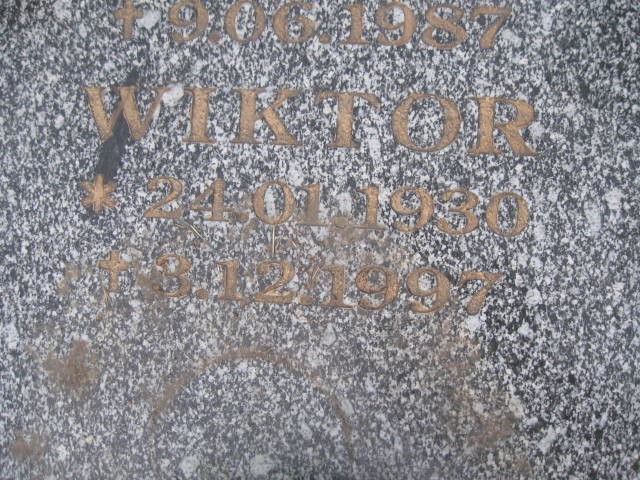 † 9.06.1987
WIKTOR
* 24.01.1930
† 3.12.1997